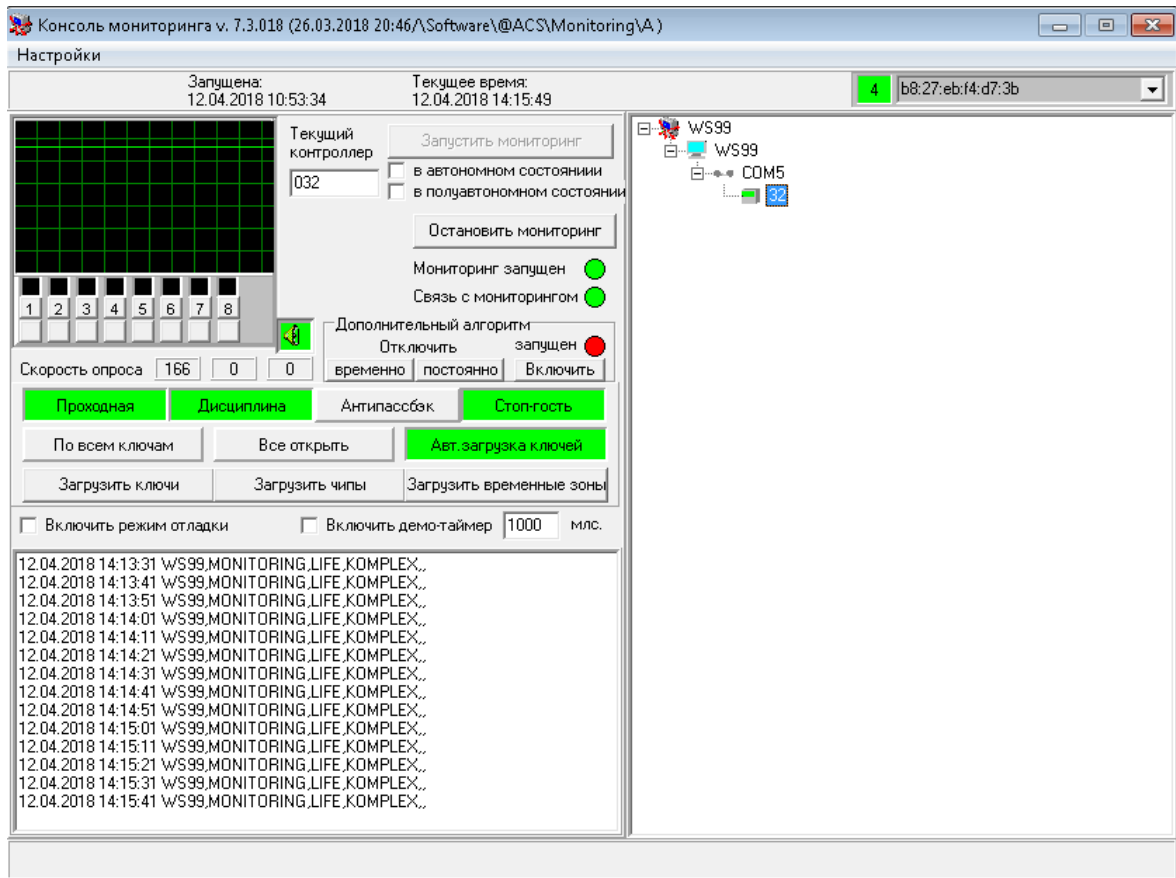 Консоль мониторинга v. 7.3.018 (26.03.2018 20:46/\Software\@ACS\Monitoring\A )
Настройки
Запущена:
12.04.2018 10:53:34
Текущее время:
12.04.2018 14:15:49
4
b8:27:eb:f4:d7:3b
Текущий
контроллер
032
Запустить мониторинг
в автономном состояниии
в полуавтономном состоянии
Остановить мониторинг
Мониторинг запущен
Связь с мониторингом
1 2 3 4 5 6 7 8
Дополнительный алгоритм
Отключить запущен
временно постоянно Включить
Скорость опроса 166 0 0
Проходная Дисциплина Антипассбэк Стоп-гость
По всем ключам Все открыть Авт.загрузка ключей
Загрузить ключи Загрузить чипы Загрузить временные зоны
Включить режим отладки Включить демо-таймер 1000 млс.
12.04.2018 14:13:31 WS99,MONITORING,LIFE,KOMPLEX,,
12.04.2018 14:13:41 WS99,MONITORING,LIFE,KOMPLEX,,
12.04.2018 14:13:51 WS99,MONITORING,LIFE,KOMPLEX,,
12.04.2018 14:14:01 WS99,MONITORING,LIFE,KOMPLEX,,
12.04.2018 14:14:11 WS99,MONITORING,LIFE,KOMPLEX,,
12.04.2018 14:14:21 WS99,MONITORING,LIFE,KOMPLEX,,
12.04.2018 14:14:31 WS99,MONITORING,LIFE,KOMPLEX,,
12.04.2018 14:14:41 WS99,MONITORING,LIFE,KOMPLEX,,
12.04.2018 14:14:51 WS99,MONITORING,LIFE,KOMPLEX,,
12.04.2018 14:15:01 WS99,MONITORING,LIFE,KOMPLEX,,
12.04.2018 14:15:11 WS99,MONITORING,LIFE,KOMPLEX,,
12.04.2018 14:15:21 WS99,MONITORING,LIFE,KOMPLEX,,
12.04.2018 14:15:31 WS99,MONITORING,LIFE,KOMPLEX,,
12.04.2018 14:15:41 WS99,MONITORING,LIFE,KOMPLEX,,
WS99
WS99
COM5
32